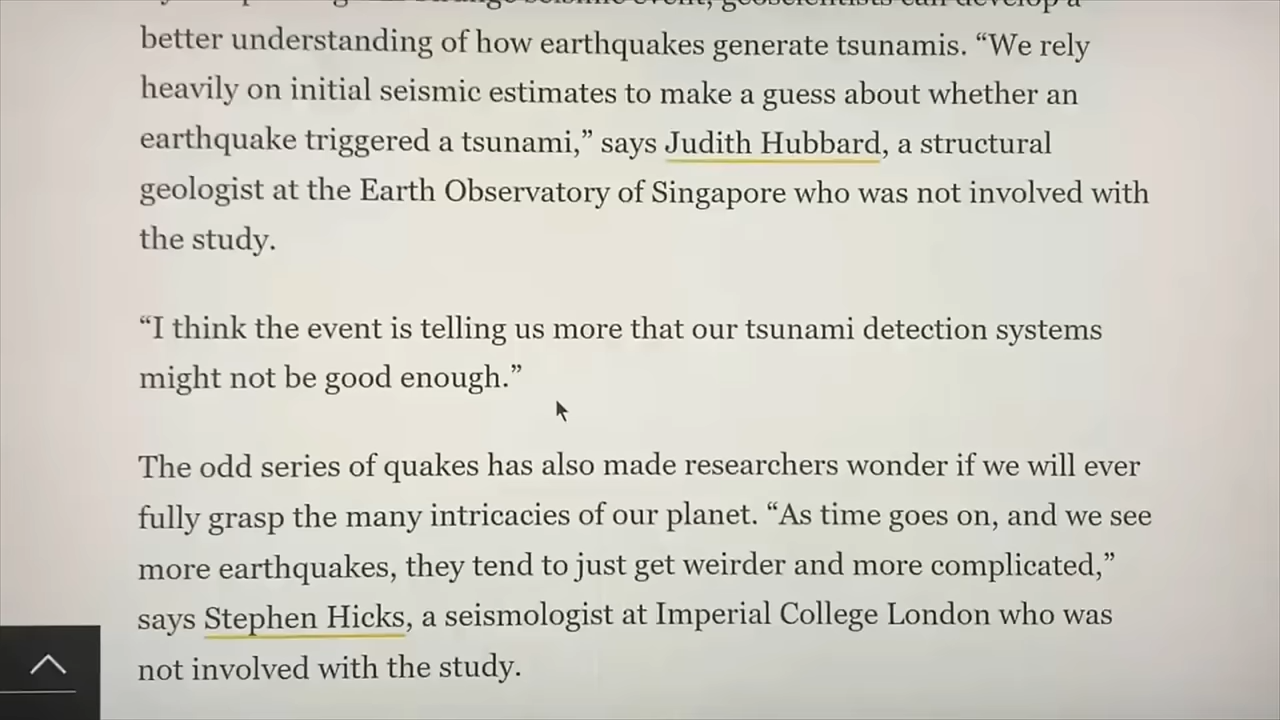 better understanding of how earthquakes generate tsunamis. “We rely
heavily on initial seismic estimates to make a guess about whether an
earthquake triggered a tsunami,” says Judith Hubbard, a structural
geologist at the Earth Observatory of Singapore who was not involved with
the study.
“I think the event is telling us more that our tsunami detection systems
might not be good enough.”
The odd series of quakes has also made researchers wonder if we will ever
fully grasp the many intricacies of our planet. “As time goes on, and we see
more earthquakes, they tend to just get weirder and more complicated,”
says Stephen Hicks, a seismologist at Imperial College London who was
not involved with the study.